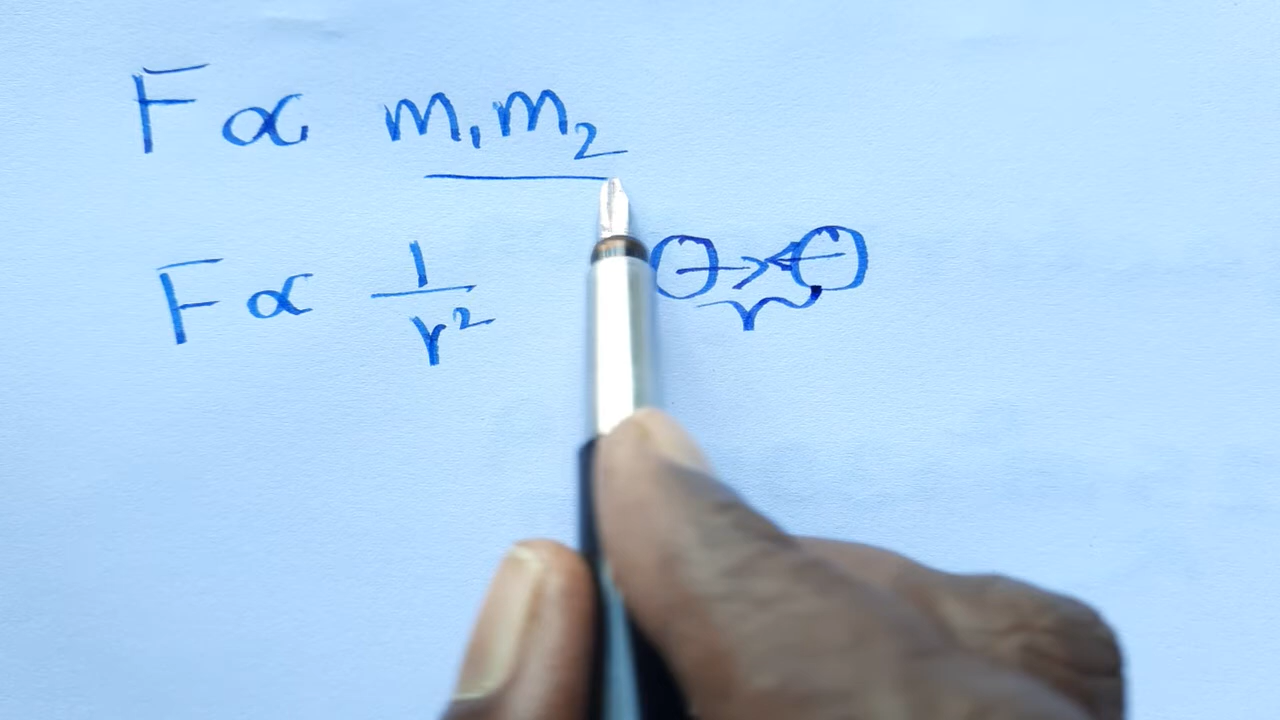 F ∝ m₁m₂
F ∝ 1/r² r